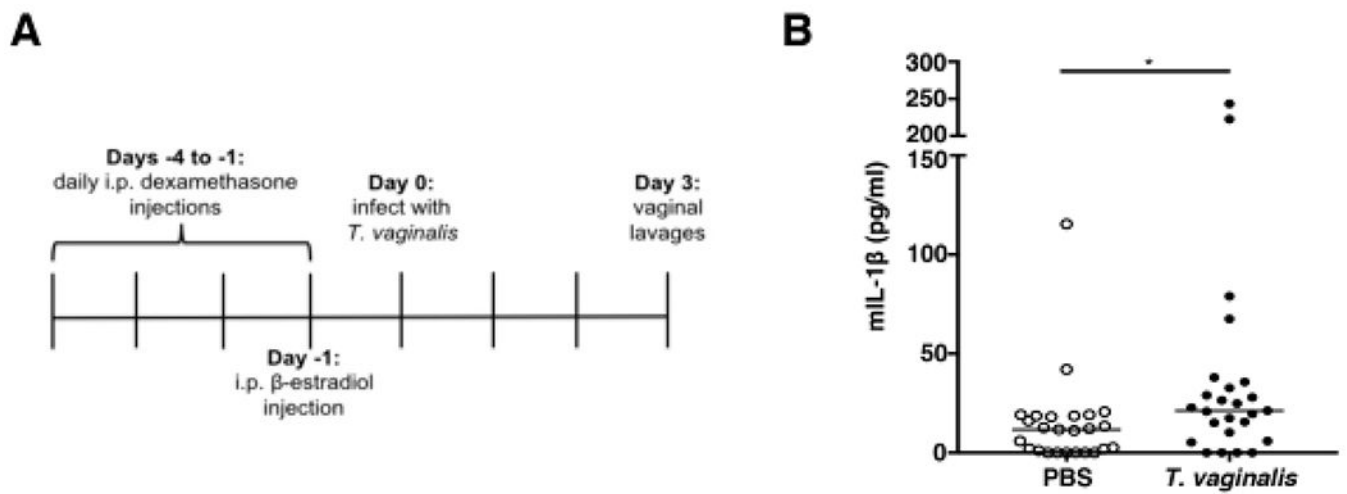 A
Days -4 to -1:
daily i.p. dexamethasone
injections
Day 0:
infect with
T. vaginalis
Day 3:
vaginal
lavages
Day -1:
i.p. β-estradiol
injection
B
mIL-1β (pg/ml)
300
250
200
150
100
50
0
*
PBS
T. vaginalis